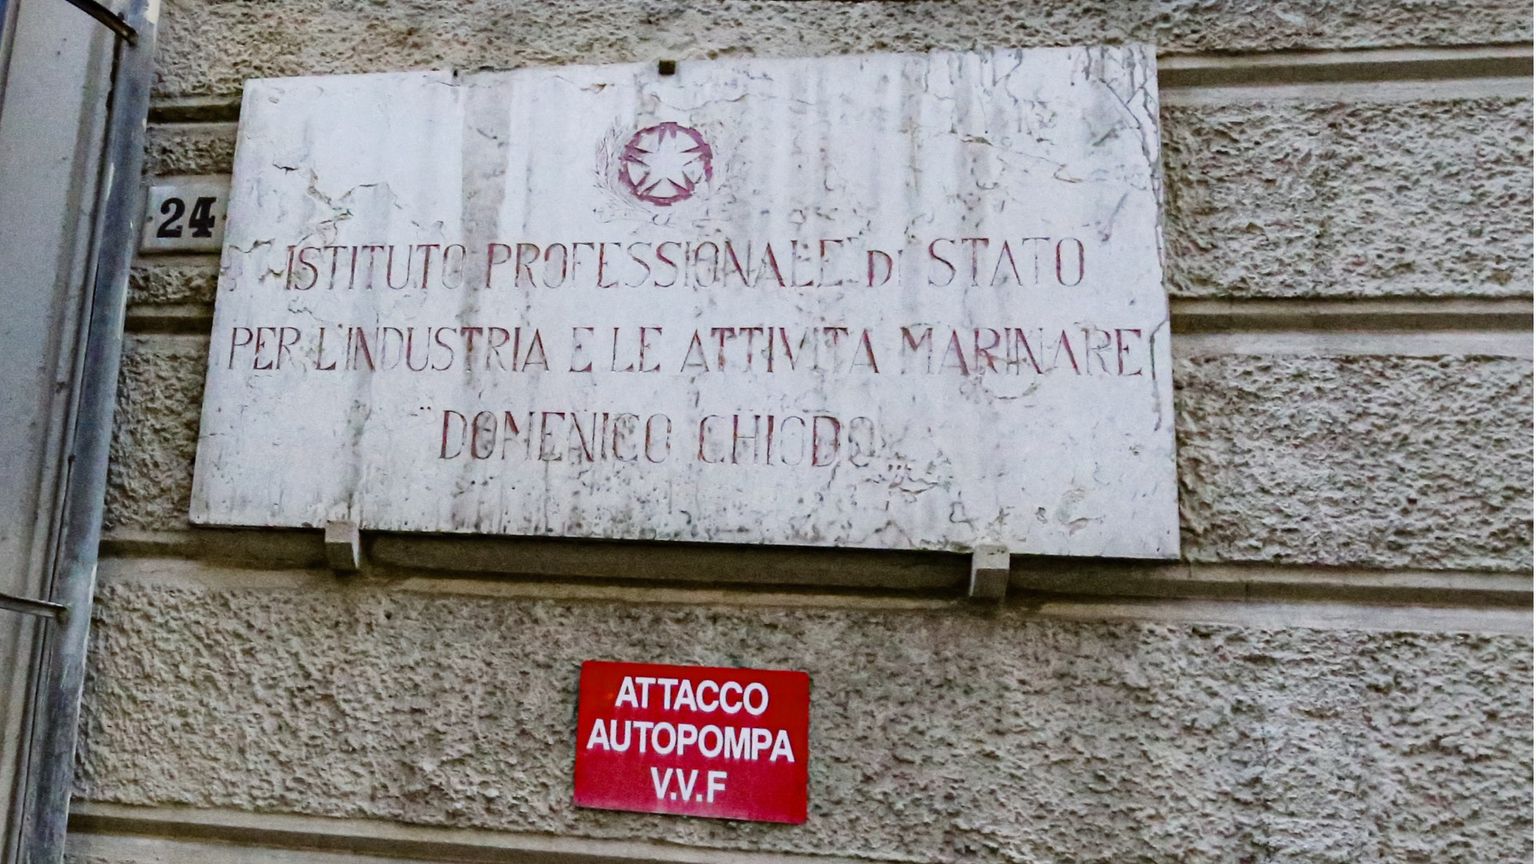 24
ISTITUTO PROFESSIONALE DI STATO
PER L'INDUSTRIA E LE ATTIVITA MARINARE
"DOMENICO CHIODO"
ATTACCO
AUTOPOMPA
V.V.F